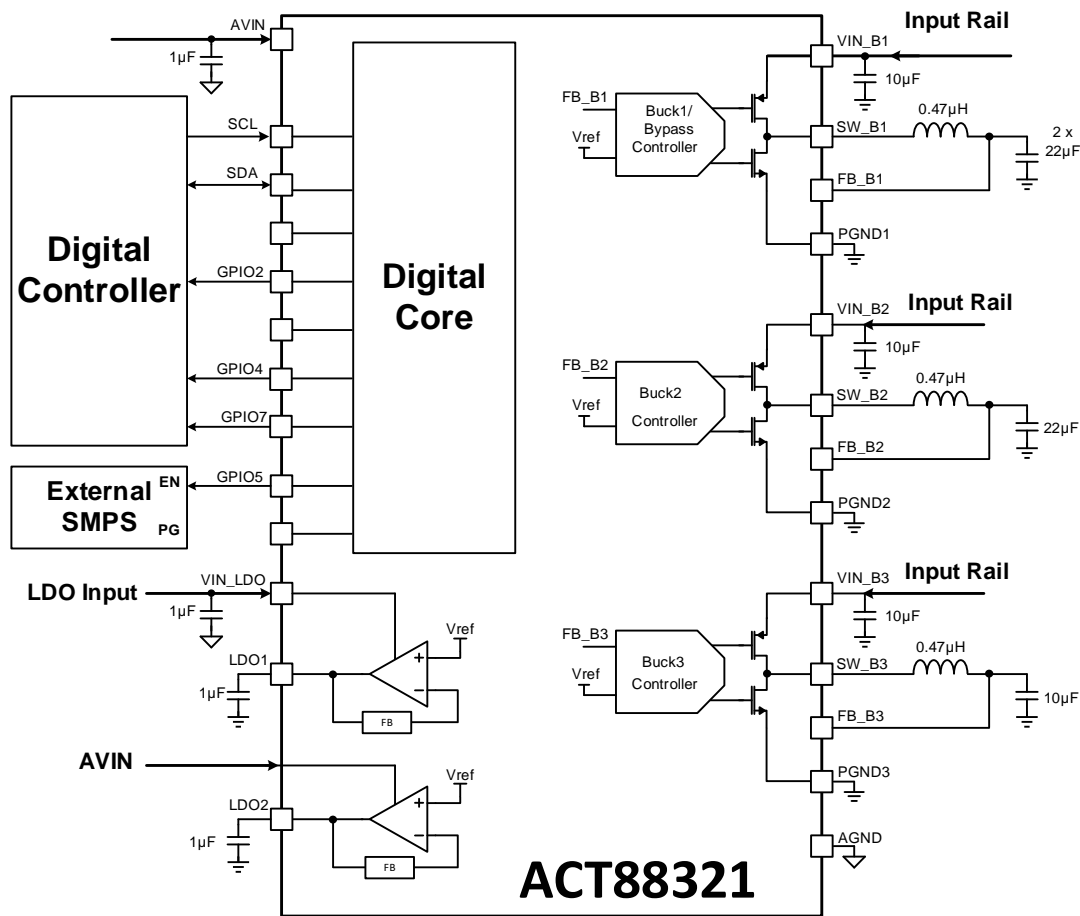 AVIN
1µF
SCL
SDA
Digital
Controller
GPIO2
GPIO4
GPIO7
External
SMPS
EN
PG
GPIO5
Digital
Core
LDO Input
VIN_LDO
1µF
LDO1
1µF
Vref
+
−
FB
AVIN
LDO2
1µF
Vref
+
−
FB
Input Rail
VIN_B1
10µF
FB_B1
Vref
Buck1/
Bypass
Controller
SW_B1
0.47µH
2 x
22µF
FB_B1
PGND1
Input Rail
VIN_B2
10µF
FB_B2
Vref
Buck2
Controller
SW_B2
0.47µH
22µF
FB_B2
PGND2
Input Rail
VIN_B3
10µF
FB_B3
Vref
Buck3
Controller
SW_B3
0.47µH
10µF
FB_B3
PGND3
AGND
ACT88321